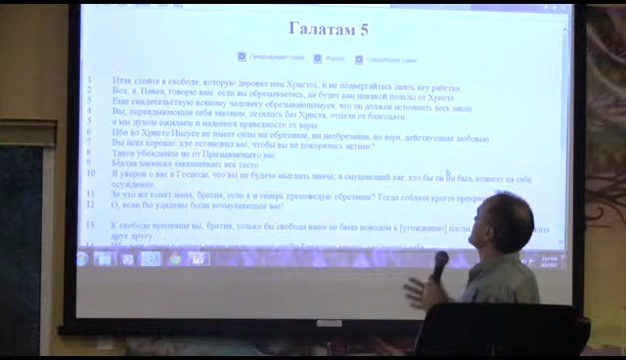 Галатам 5
Предыдущая глава Играть Следующая глава
1 Итак стойте в свободе, которую даровал нам Христос, и не подвергайтесь опять игу рабства.
2 Вот, я, Павел, говорю вам: если вы обрезываетесь, не будет вам никакой пользы от Христа.
3 Еще свидетельствую всякому человеку обрезывающемуся, что он должен исполнить весь закон.
4 Вы, оправдывающие себя законом, остались без Христа, отпали от благодати,
5 а мы духом ожидаем и надеемся праведности от веры.
6 Ибо во Христе Иисусе не имеет силы ни обрезание, ни необрезание, но вера, действующая любовью.
7 Вы шли хорошо: кто остановил вас, чтобы вы не покорялись истине?
8 Такое убеждение не от Призывающего вас.
9 Малая закваска заквашивает все тесто.
10 Я уверен о вас в Господе, что вы не будете мыслить иначе; а смущающий вас, кто бы он ни был, понесет на себе
осуждение.
11 За что же гонят меня, братия, если я и теперь проповедую обрезание? Тогда соблазн креста
12 О, если бы удалены были возмущающие вас!
13 К свободе призваны вы, братия, только бы свобода ваша не была поводом к [угождению] плоти
друг другу.